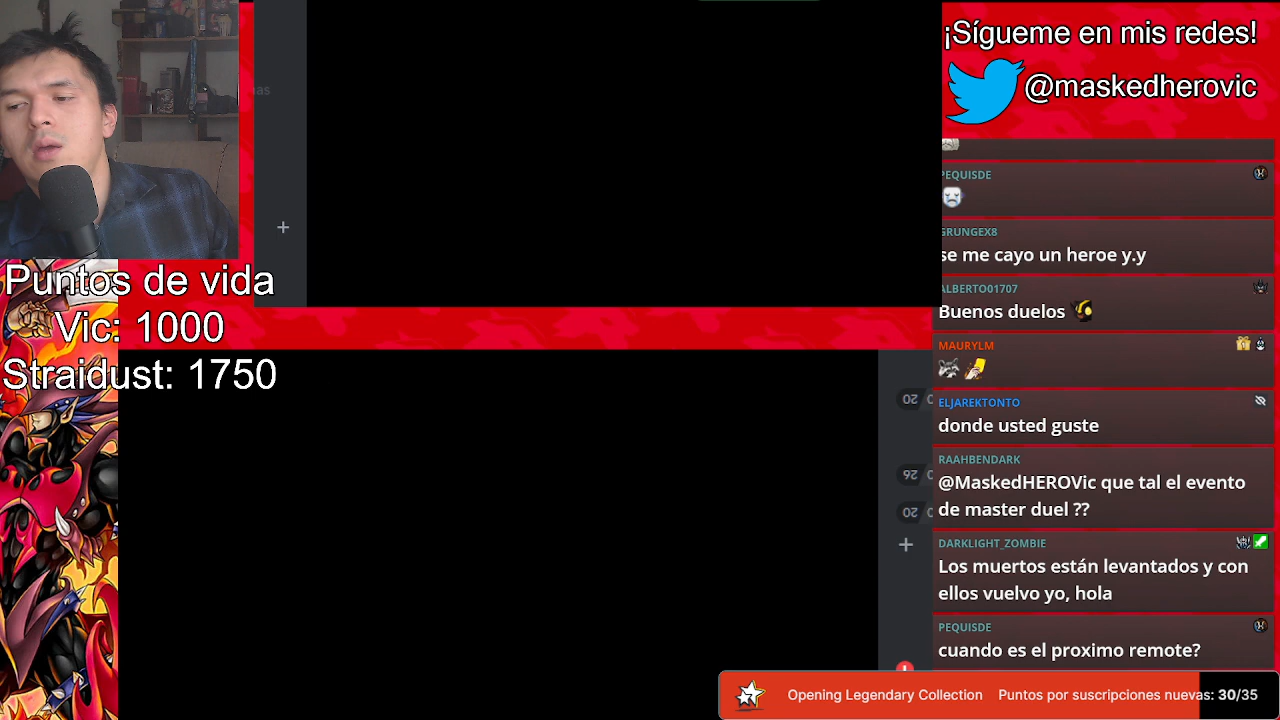 ¡Sígueme en mis redes!
@maskedherovic
PEQUISDE
GRUNGEX8
se me cayo un heroe y.y
ALBERTO01707
Buenos duelos
MAURYLM
ELJAREKTONTO
donde usted guste
RAAHBENDARK
@MaskedHEROVic que tal el evento
de master duel ??
DARKLIGHT_ZOMBIE
Los muertos están levantados y con
ellos vuelvo yo, hola
PEQUISDE
cuando es el proximo remote?
Puntos de vida
Vic: 1000
Straidust: 1750
Opening Legendary Collection Puntos por suscripciones nuevas: 30/35